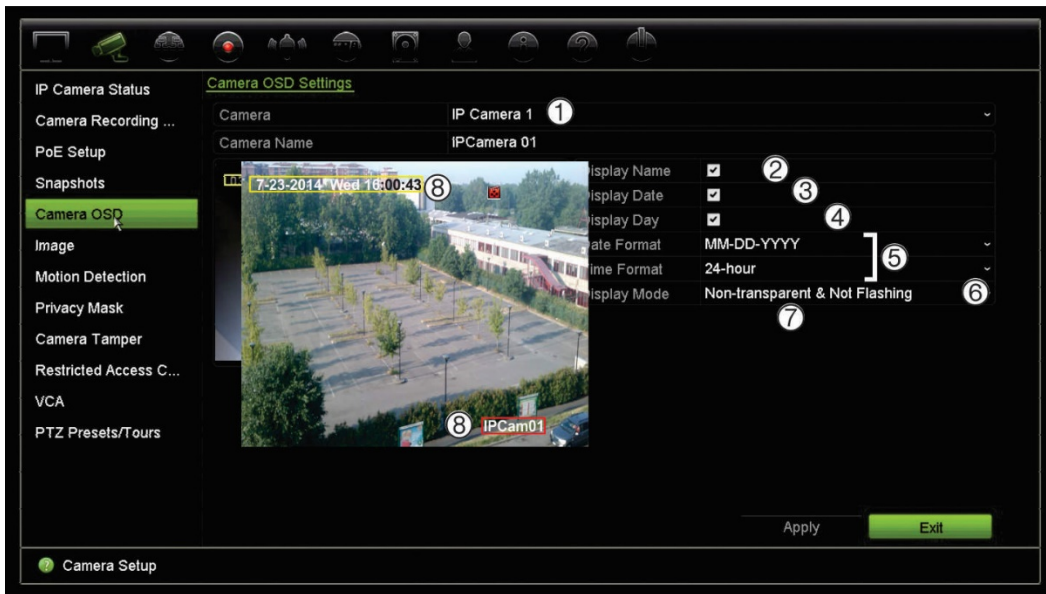 IP Camera Status
Camera Recording ...
PoE Setup
Snapshots
Camera OSD
Image
Motion Detection
Privacy Mask
Camera Tamper
Restricted Access C...
VCA
PTZ Presets/Tours
Camera OSD Settings
Camera IP Camera 1 ①
Camera Name IPCamera 01
7-23-2014 Wed 16:00:43 ⑧
isplay Name ②
isplay Date ③
isplay Day ④
ate Format MM-DD-YYYY
ime Format 24-hour
⑤
isplay Mode Non-transparent & Not Flashing ⑥
⑦
⑧ IPCam01
Apply Exit
? Camera Setup